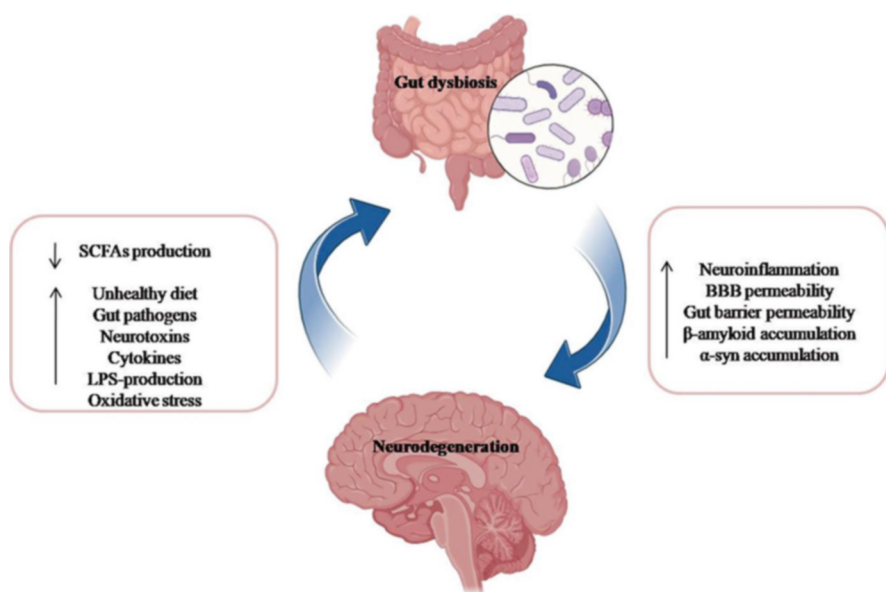 Gut dysbiosis
SCFAs production
Unhealthy diet
Gut pathogens
Neurotoxins
Cytokines
LPS-production
Oxidative stress
Neuroinflammation
BBB permeability
Gut barrier permeability
β-amyloid accumulation
α-syn accumulation
Neurodegeneration